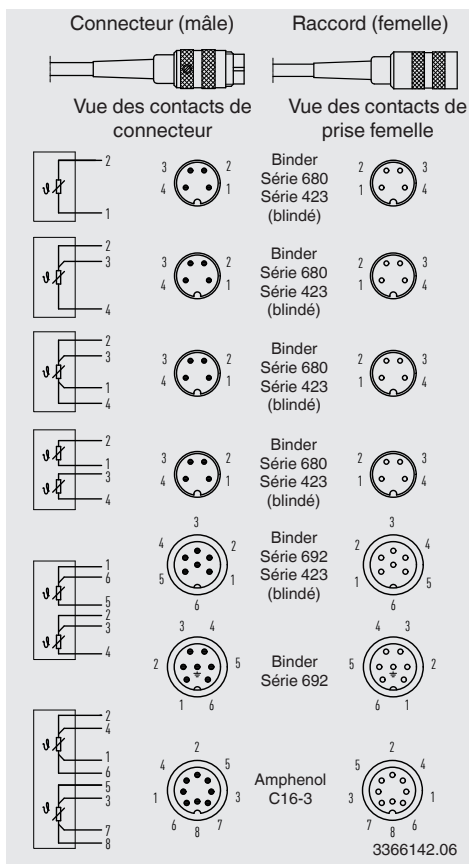 Connecteur (mâle) Raccord (femelle)
Vue des contacts de connecteur
Vue des contacts de prise femelle
2 1
3 2 4 1
Binder
Série 680
Série 423
(blindé)
2 3 1 4
2 3 4
3 2 4 1
Binder
Série 680
Série 423
(blindé)
2 3 1 4
2 3 1 4
3 2 4 1
Binder
Série 680
Série 423
(blindé)
2 3 1 4
2 1 3 4
3 2 4 1
Binder
Série 680
Série 423
(blindé)
2 3 1 4
1 6 5 2 3 4
3 4 2 5 1 6
Binder
Série 692
Série 423
(blindé)
3 2 4 1 5 6
3 4 2 5 1 6
Binder
Série 692
4 3 5 2 6 1
2 4 1 6 5 3 7 8
2 4 5 1 3 6 7 8
Amphenol
C16-3
2 5 4 3 1 7 6 8
3366142.06